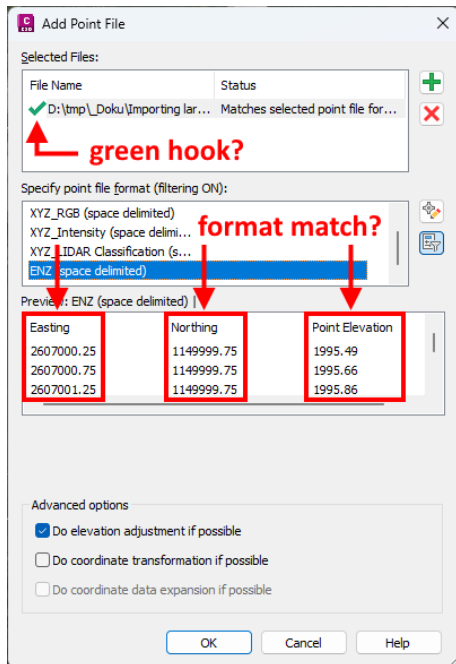 C
C3D
Add Point File
Selected Files:
File Name Status
D:\tmp\_Doku\Importing lar... Matches selected point file for...
green hook?
Specify point file format (filtering ON):
XYZ_RGB (space delimited)
XYZ_Intensity (space delimi...
format match?
XYZ_LIDAR Classification (s...
ENZ (space delimited)
Preview: ENZ (space delimited) |
Easting Northing Point Elevation
2607000.25 1149999.75 1995.49
2607000.75 1149999.75 1995.66
2607001.25 1149999.75 1995.86
Advanced options
Do elevation adjustment if possible
Do coordinate transformation if possible
Do coordinate data expansion if possible
OK Cancel Help